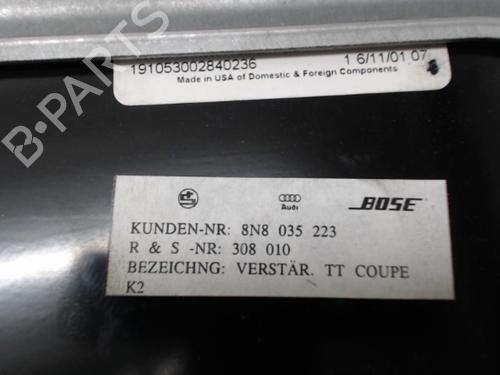 191053002840236 1 6/11/01 07
Made in USA of Domestic & Foreign Components
Audi BOSE
KUNDEN-NR: 8N8 035 223
R & S -NR: 308 010
BEZEICHNG: VERSTÄR. TT COUPE
K2
B-PARTS